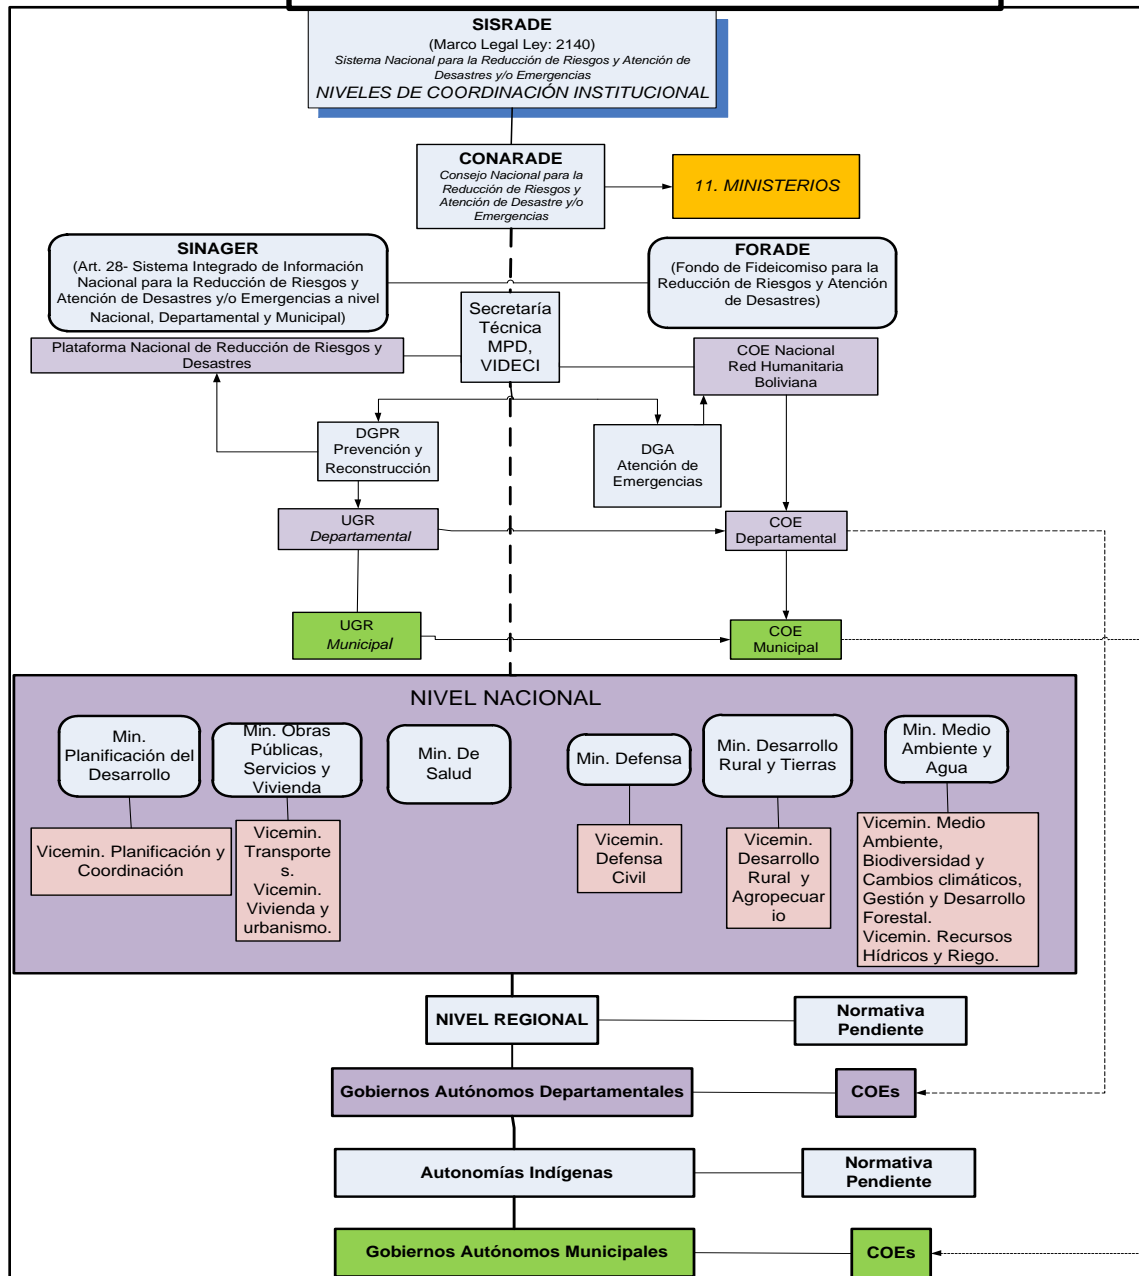 SISRADE
(Marco Legal Ley: 2140)
Sistema Nacional para la Reducción de Riesgos y Atención de
Desastres y/o Emergencias
NIVELES DE COORDINACIÓN INSTITUCIONAL
CONARADE
Consejo Nacional para la
Reducción de Riesgos y
Atención de Desastre y/o
Emergencias
11. MINISTERIOS
SINAGER
(Art. 28- Sistema Integrado de Información
Nacional para la Reducción de Riesgos y
Atención de Desastres y/o Emergencias a nivel
Nacional, Departamental y Municipal)
FORADE
(Fondo de Fideicomiso para la
Reducción de Riesgos y Atención
de Desastres)
Secretaría
Técnica
MPD,
VIDECI
Plataforma Nacional de Reducción de Riesgos y
Desastres
COE Nacional
Red Humanitaria
Boliviana
DGPR
Prevención y
Reconstrucción
DGA
Atención de
Emergencias
UGR
Departamental
COE
Departamental
UGR
Municipal
COE
Municipal
NIVEL NACIONAL
Min.
Planificación del
Desarrollo
Min. Obras
Públicas,
Servicios y
Vivienda
Min. De
Salud
Min. Defensa
Min. Desarrollo
Rural y Tierras
Min. Medio
Ambiente y
Agua
Vicemin. Planificación y
Coordinación
Vicemin.
Transporte
s.
Vicemin.
Vivienda y
urbanismo.
Vicemin.
Defensa
Civil
Vicemin.
Desarrollo
Rural y
Agropecuar
io
Vicemin. Medio
Ambiente,
Biodiversidad y
Cambios climáticos,
Gestión y Desarrollo
Forestal.
Vicemin. Recursos
Hídricos y Riego.
NIVEL REGIONAL
Normativa
Pendiente
Gobiernos Autónomos Departamentales
COEs
Autonomías Indígenas
Normativa
Pendiente
Gobiernos Autónomos Municipales
COEs